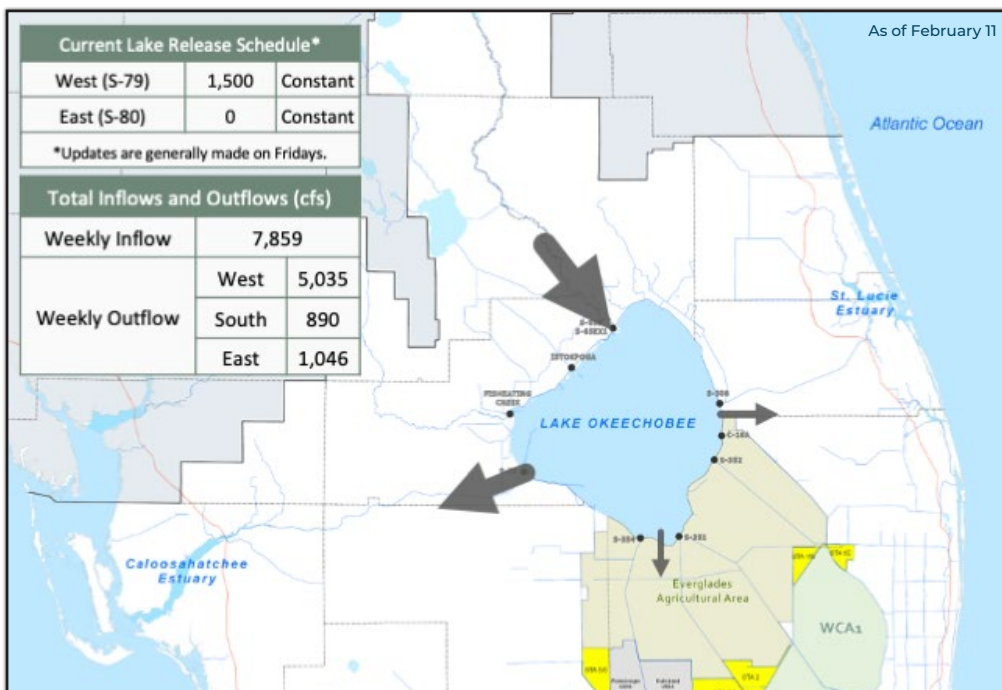 As of February 11
Current Lake Release Schedule*
West (S-79) 1,500 Constant
East (S-80) 0 Constant
*Updates are generally made on Fridays.
Total Inflows and Outflows (cfs)
Weekly Inflow 7,859
Weekly Outflow
West 5,035
South 890
East 1,046
Atlantic Ocean
St. Lucie
Estuary
S-65EX1
ISTOKPOGA
FISHEATING
CREEK
LAKE OKEECHOBEE
S-308
C-10A
S-352
S-354
S-351
Caloosahatchee
Estuary
Everglades
Agricultural Area
WCA1